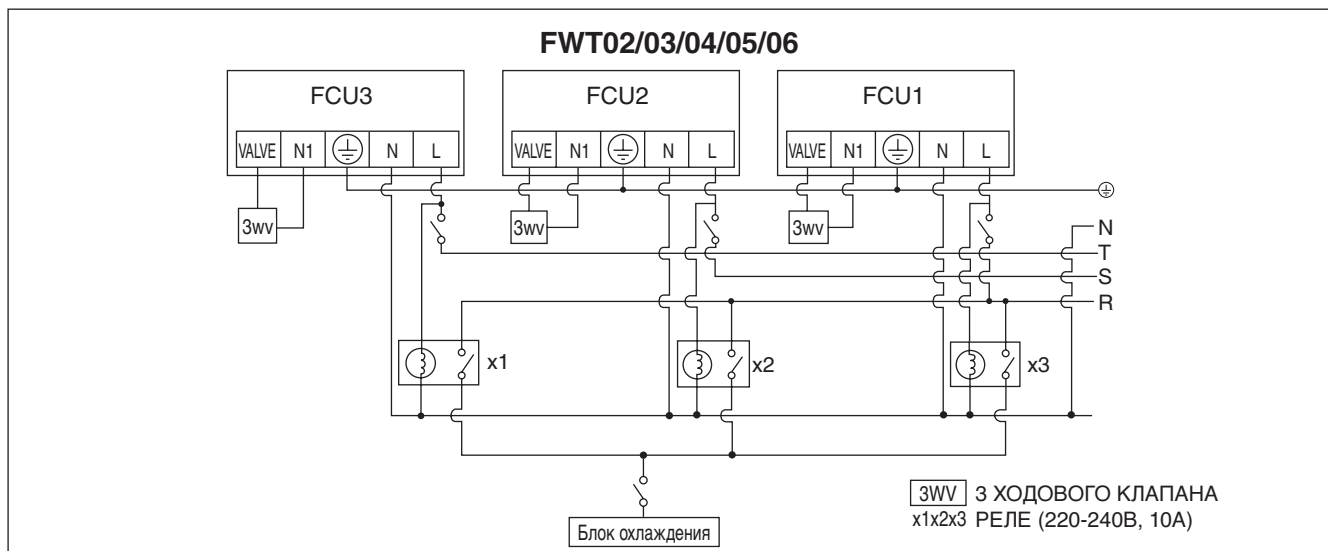 FWT02/03/04/05/06
FCU3 FCU2 FCU1
VALVE N1 N L VALVE N1 N L VALVE N1 N L
3wv 3wv 3wv
N
T
S
R
x1 x2 x3
3WV 3 ХОДОВОГО КЛАПАНА
x1x2x3 РЕЛЕ (220-240В, 10А)
Блок охлаждения